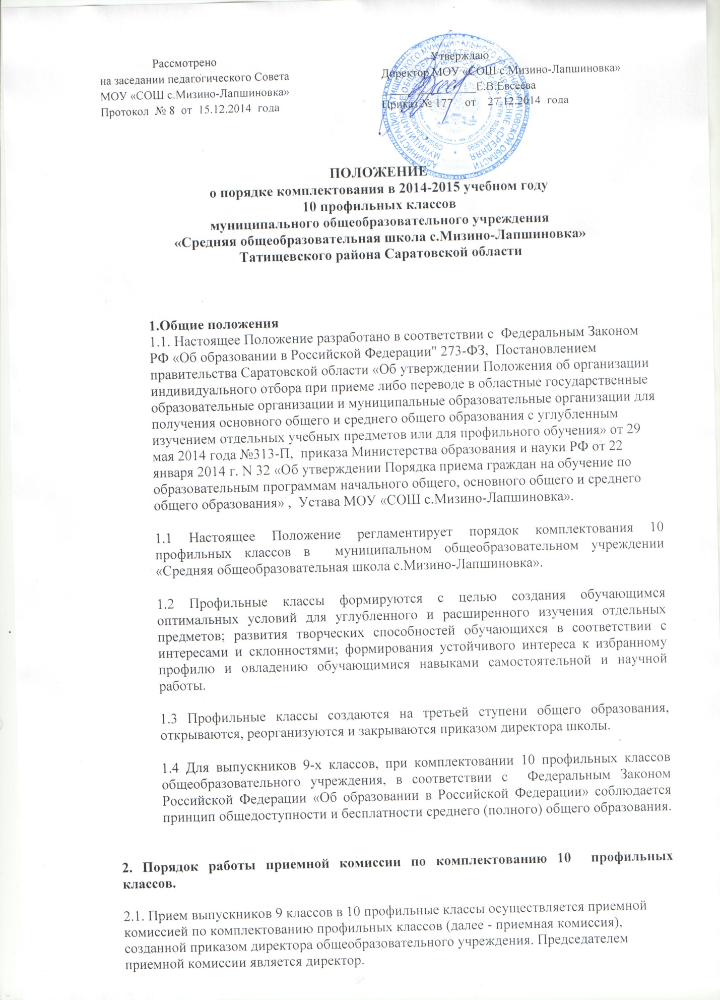 Рассмотрено
на заседании педагогического Совета
МОУ «СОШ с.Мизино-Лапшиновка»
Протокол № 8 от 15.12.2014 года
Утверждаю
Директор МОУ «СОШ с.Мизино-Лапшиновка»
________________Е.В.Евсеева
Приказ № 177 от 27.12.2014 года
ПОЛОЖЕНИЕ
о порядке комплектования в 2014-2015 учебном году
10 профильных классов
муниципального общеобразовательного учреждения
«Средняя общеобразовательная школа с.Мизино-Лапшиновка»
Татищевского района Саратовской области
1.Общие положения
1.1. Настоящее Положение разработано в соответствии с Федеральным Законом
РФ «Об образовании в Российской Федерации" 273-ФЗ, Постановлением
правительства Саратовской области «Об утверждении Положения об организации
индивидуального отбора при приеме либо переводе в областные государственные
образовательные организации и муниципальные образовательные организации для
получения основного общего и среднего общего образования с углубленным
изучением отдельных учебных предметов или для профильного обучения» от 29
мая 2014 года №313-П, приказа Министерства образования и науки РФ от 22
января 2014 г. N 32 «Об утверждении Порядка приема граждан на обучение по
образовательным программам начального общего, основного общего и среднего
общего образования» , Устава МОУ «СОШ с.Мизино-Лапшиновка».
1.1 Настоящее Положение регламентирует порядок комплектования 10
профильных классов в муниципальном общеобразовательном учреждении
«Средняя общеобразовательная школа с.Мизино-Лапшиновка».
1.2 Профильные классы формируются с целью создания обучающимся
оптимальных условий для углубленного и расширенного изучения отдельных
предметов; развития творческих способностей обучающихся в соответствии с
интересами и склонностями; формирования устойчивого интереса к избранному
профилю и овладению обучающимися навыками самостоятельной и научной
работы.
1.3 Профильные классы создаются на третьей ступени общего образования,
открываются, реорганизуются и закрываются приказом директора школы.
1.4 Для выпускников 9-х классов, при комплектовании 10 профильных классов
общеобразовательного учреждения, в соответствии с Федеральным Законом
Российской Федерации «Об образовании в Российской Федерации» соблюдается
принцип общедоступности и бесплатности среднего (полного) общего образования.
2. Порядок работы приемной комиссии по комплектованию 10 профильных
классов.
2.1. Прием выпускников 9 классов в 10 профильные классы осуществляется приемной
комиссией по комплектованию профильных классов (далее - приемная комиссия),
созданной приказом директора общеобразовательного учреждения. Председателем
приемной комиссии является директор.